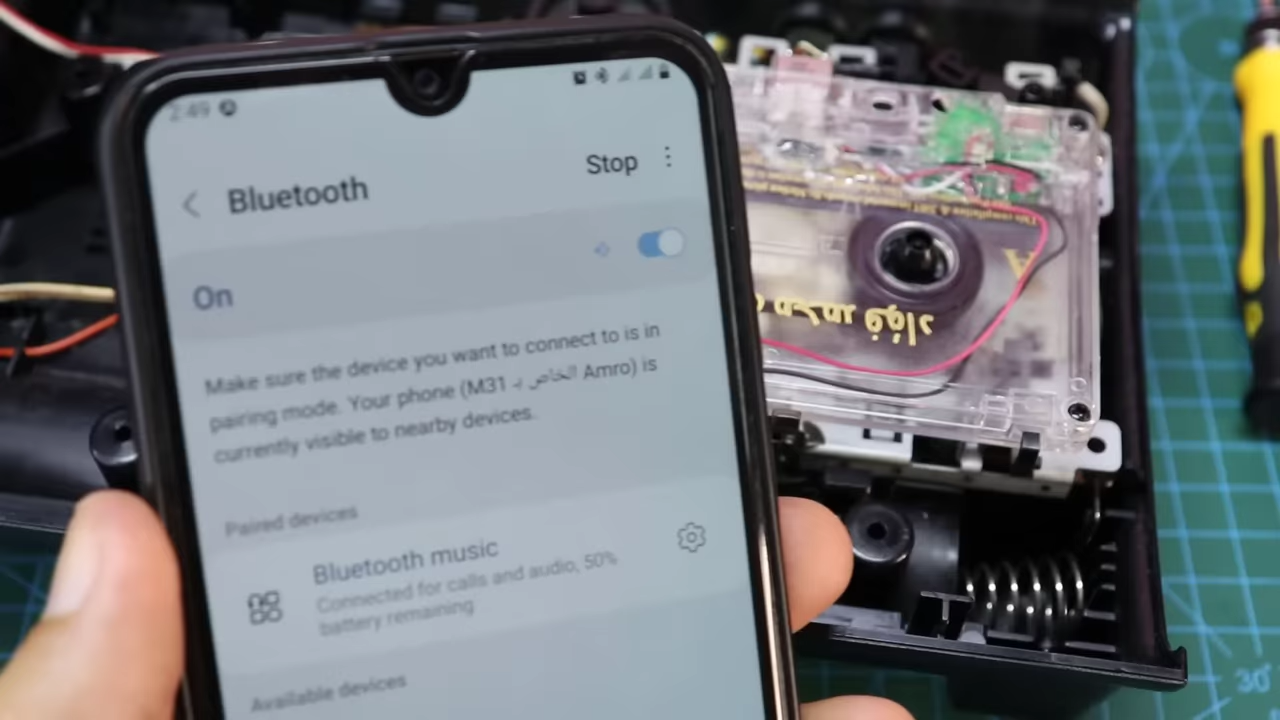 2:49
Stop
Bluetooth
On
Make sure the device you want to connect to is in
pairing mode. Your phone (M31 الخاص بـ Amro) is
currently visible to nearby devices.
Paired devices
Bluetooth music
Connected for calls and audio, 50%
battery remaining
Available devices
A
فؤاد
30°